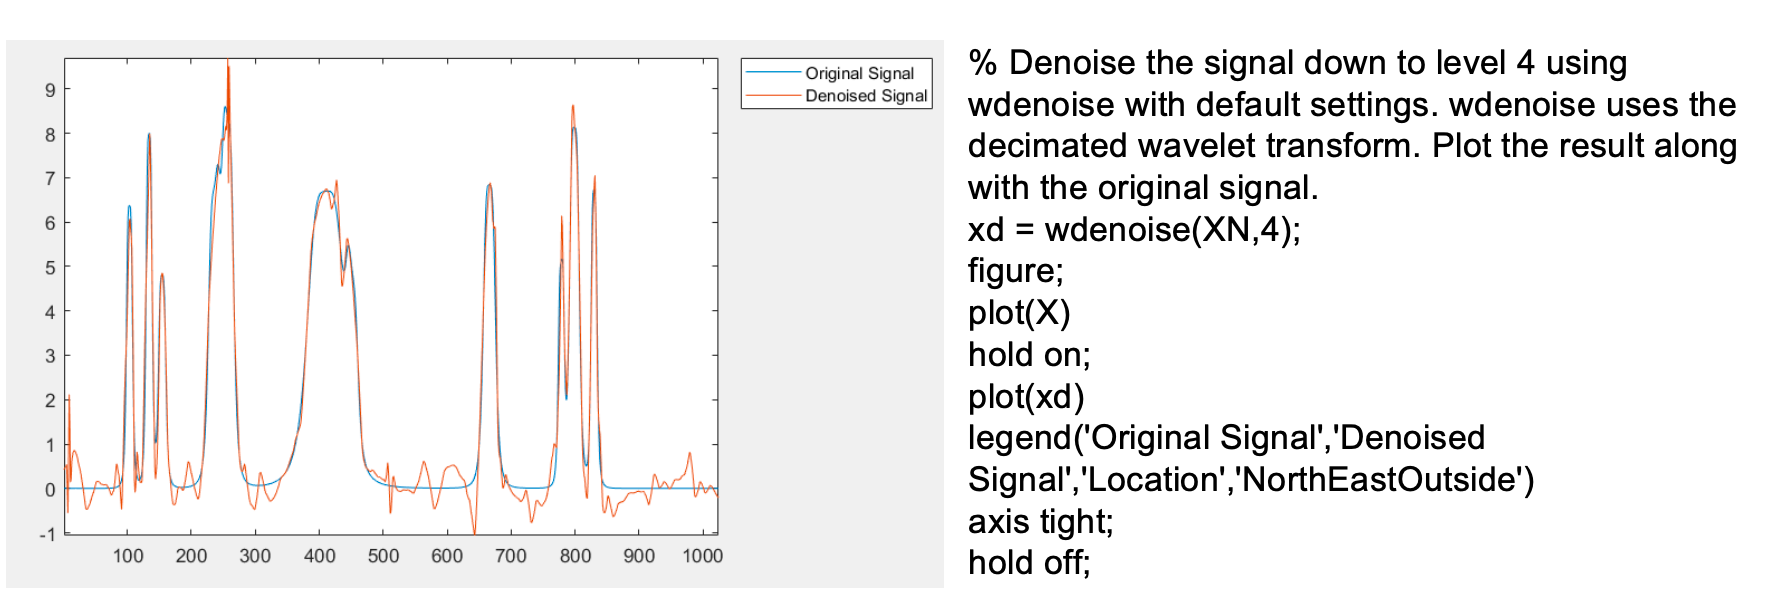 9
8
7
6
5
4
3
2
1
0
-1
100 200 300 400 500 600 700 800 900 1000
Original Signal
Denoised Signal
% Denoise the signal down to level 4 using
wdenoise with default settings. wdenoise uses the
decimated wavelet transform. Plot the result along
with the original signal.
xd = wdenoise(XN,4);
figure;
plot(X)
hold on;
plot(xd)
legend('Original Signal','Denoised
Signal','Location','NorthEastOutside')
axis tight;
hold off;